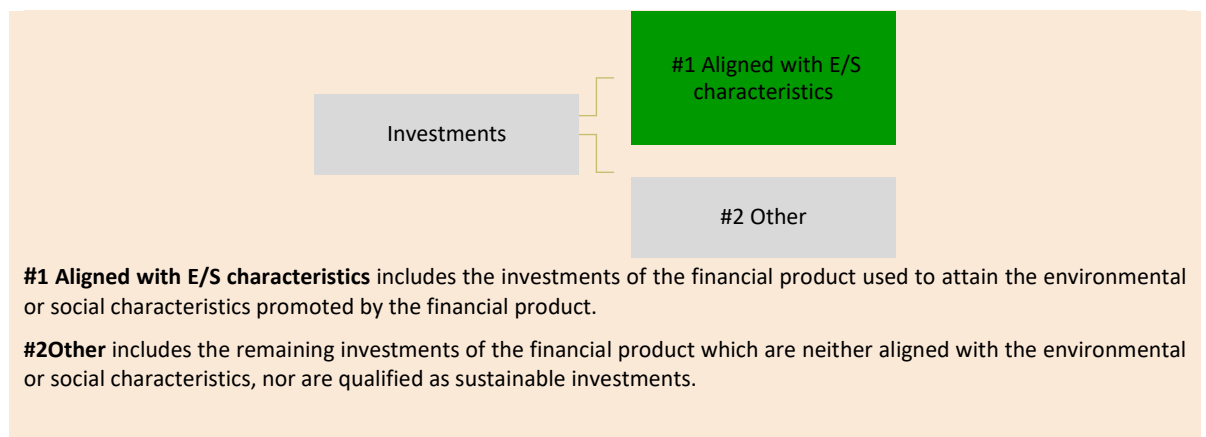 #1 Aligned with E/S
characteristics
Investments
#2 Other
#1 Aligned with E/S characteristics includes the investments of the financial product used to attain the environmental
or social characteristics promoted by the financial product.
#2Other includes the remaining investments of the financial product which are neither aligned with the environmental
or social characteristics, nor are qualified as sustainable investments.